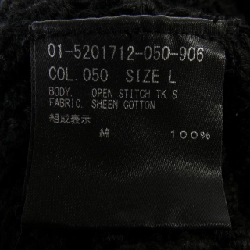 01-5201712-050-906
COL.050 SIZE L
BODY. OPEN STITCH TK S
FABRIC. SHEEN COTTON
組成表示
綿 100%